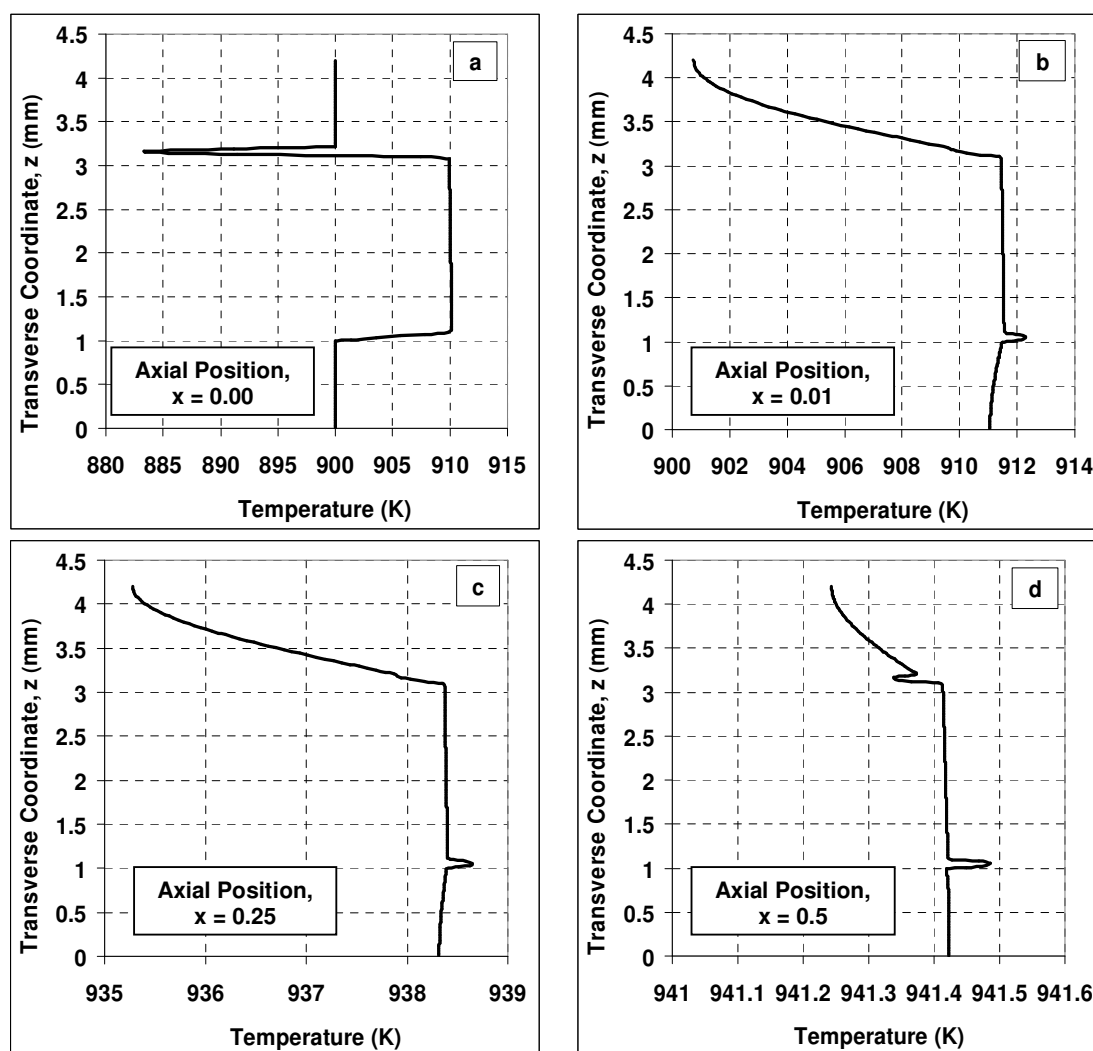 a
4.5
4
3.5
3
2.5
2
1.5
1
0.5
0
Transverse Coordinate, z (mm)
Axial Position,
x = 0.00
880 885 890 895 900 905 910 915
Temperature (K)
b
4.5
4
3.5
3
2.5
2
1.5
1
0.5
0
Transverse Coordinate, z (mm)
Axial Position,
x = 0.01
900 902 904 906 908 910 912 914
Temperature (K)
c
4.5
4
3.5
3
2.5
2
1.5
1
0.5
0
Transverse Coordinate, z (mm)
Axial Position,
x = 0.25
935 936 937 938 939
Temperature (K)
d
4.5
4
3.5
3
2.5
2
1.5
1
0.5
0
Transverse Coordinate, z (mm)
Axial Position,
x = 0.5
941 941.1 941.2 941.3 941.4 941.5 941.6
Temperature (K)